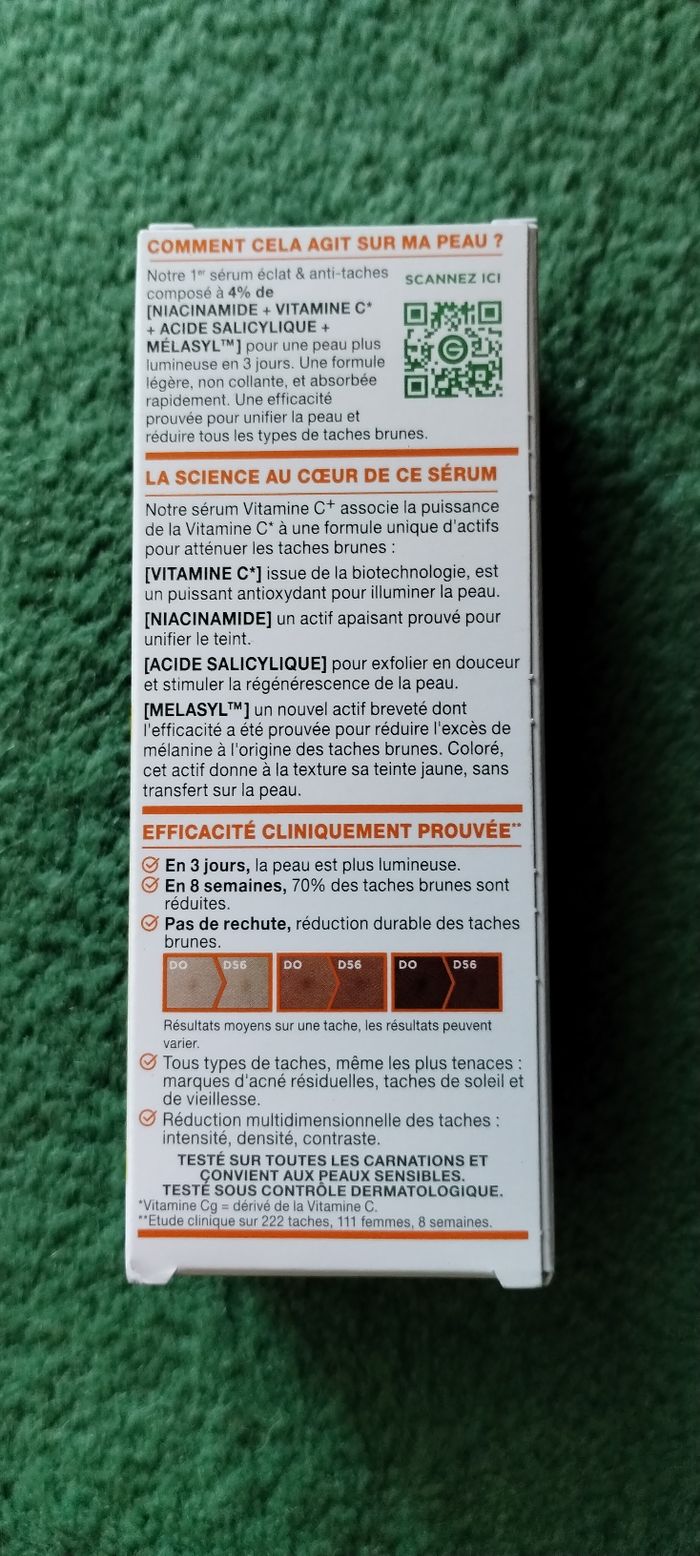 COMMENT CELA AGIT SUR MA PEAU ?
Notre 1er sérum éclat & anti-taches
composé à 4% de
[NIACINAMIDE + VITAMINE C*
+ ACIDE SALICYLIQUE +
MÉLASYL™] pour une peau plus
lumineuse en 3 jours. Une formule
légère, non collante, et absorbée
rapidement. Une efficacité
prouvée pour unifier la peau et
réduire tous les types de taches brunes.
SCANNEZ ICI
G
LA SCIENCE AU CŒUR DE CE SÉRUM
Notre sérum Vitamine C+ associe la puissance
de la Vitamine C* à une formule unique d'actifs
pour atténuer les taches brunes :
[VITAMINE C*] issue de la biotechnologie, est
un puissant antioxydant pour illuminer la peau.
[NIACINAMIDE] un actif apaisant prouvé pour
unifier le teint.
[ACIDE SALICYLIQUE] pour exfolier en douceur
et stimuler la régénérescence de la peau.
[MELASYL™] un nouvel actif breveté dont
l'efficacité a été prouvée pour réduire l'excès de
mélanine à l'origine des taches brunes. Coloré,
cet actif donne à la texture sa teinte jaune, sans
transfert sur la peau.
EFFICACITÉ CLINIQUEMENT PROUVÉE**
En 3 jours, la peau est plus lumineuse.
En 8 semaines, 70% des taches brunes sont
réduites.
Pas de rechute, réduction durable des taches
brunes.
D0 D56 D0 D56 D0 D56
Résultats moyens sur une tache, les résultats peuvent
varier.
Tous types de taches, même les plus tenaces :
marques d'acné résiduelles, taches de soleil et
de vieillesse.
Réduction multidimensionnelle des taches :
intensité, densité, contraste.
TESTÉ SUR TOUTES LES CARNATIONS ET
CONVIENT AUX PEAUX SENSIBLES.
TESTÉ SOUS CONTRÔLE DERMATOLOGIQUE.
*Vitamine Cg = dérivé de la Vitamine C.
**Etude clinique sur 222 taches, 111 femmes, 8 semaines.